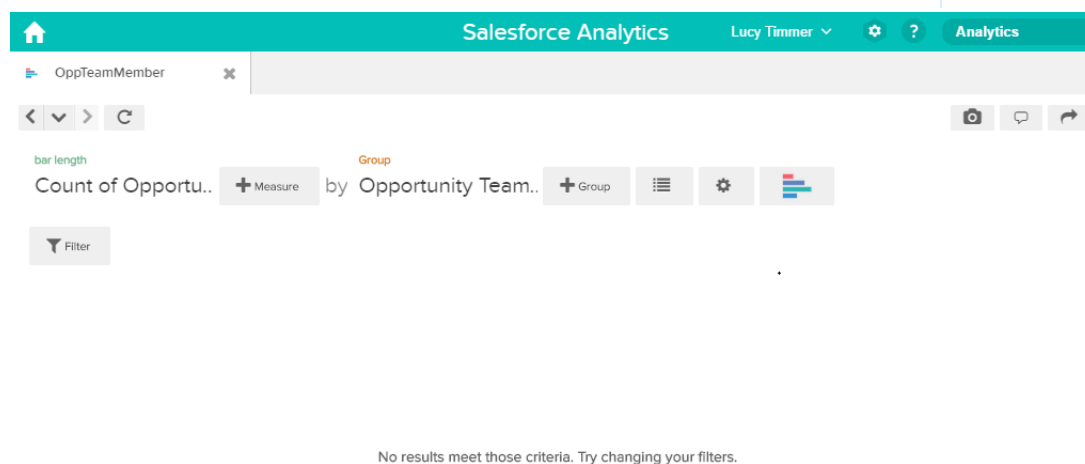 Salesforce Analytics Lucy Timmer ? Analytics
OppTeamMember
bar length Group
Count of Opportu.. Measure by Opportunity Team.. Group
Filter
No results meet those criteria. Try changing your filters.